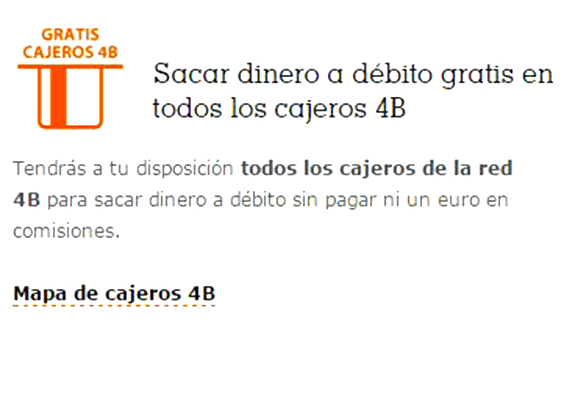 GRATIS
CAJEROS 4B
Sacar dinero a débito gratis en
todos los cajeros 4B
Tendrás a tu disposición todos los cajeros de la red
4B para sacar dinero a débito sin pagar ni un euro en
comisiones.
Mapa de cajeros 4B